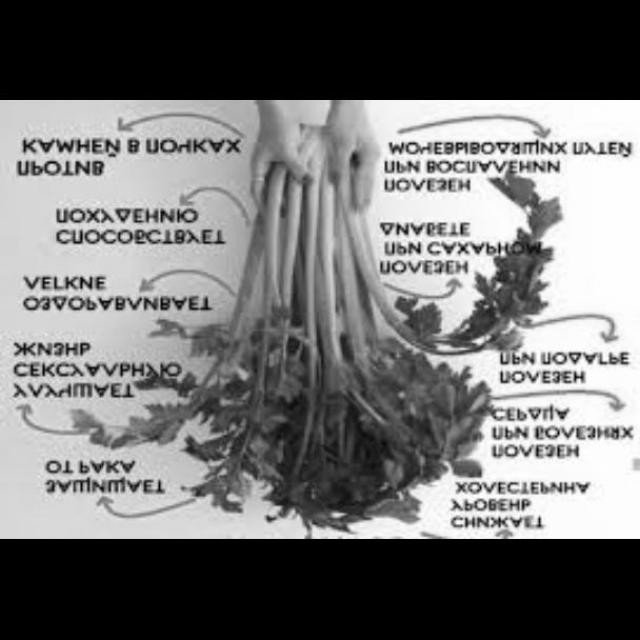 ЗАЩИЩАЕТ
ОТ РАКА
УЛУЧШАЕТ
СЕКСУАЛЬНУЮ
ЖИЗНЬ
ОЗДОРАВЛИВАЕТ
ЛЕГКИЕ
СПОСОБСТВУЕТ
ПОХУДЕНИЮ
ПРОТИВ
КАМНЕЙ В ПОЧКАХ
СНИЖАЕТ
УРОВЕНЬ
ХОЛЕСТЕРИНА
ПОЛЕЗЕН
ПРИ БОЛЕЗНЯХ
СЕРДЦА
ПОЛЕЗЕН
ПРИ ПОДАГРЕ
ПОЛЕЗЕН
ПРИ САХАРНОМ
ДИАБЕТЕ
ПОЛЕЗЕН
ПРИ ВОСПАЛЕНИИ
МОЧЕВЫВОДЯЩИХ ПУТЕЙ